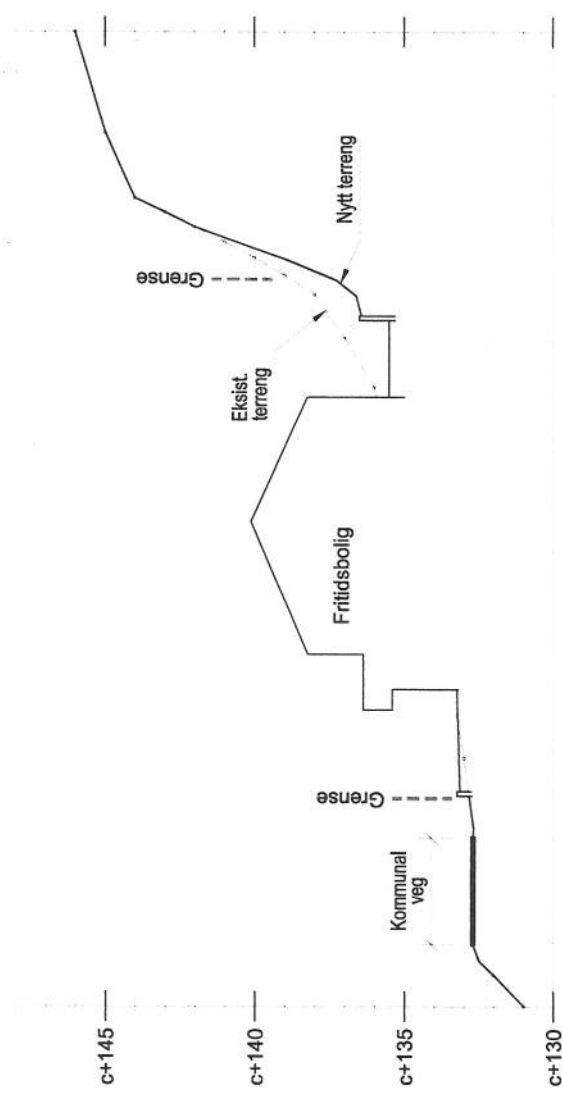 c+145
c+140
c+135
c+130
Kommunal
veg
Grense
Fritidsbolig
Eksist.
terreng
Grense
Nytt terreng